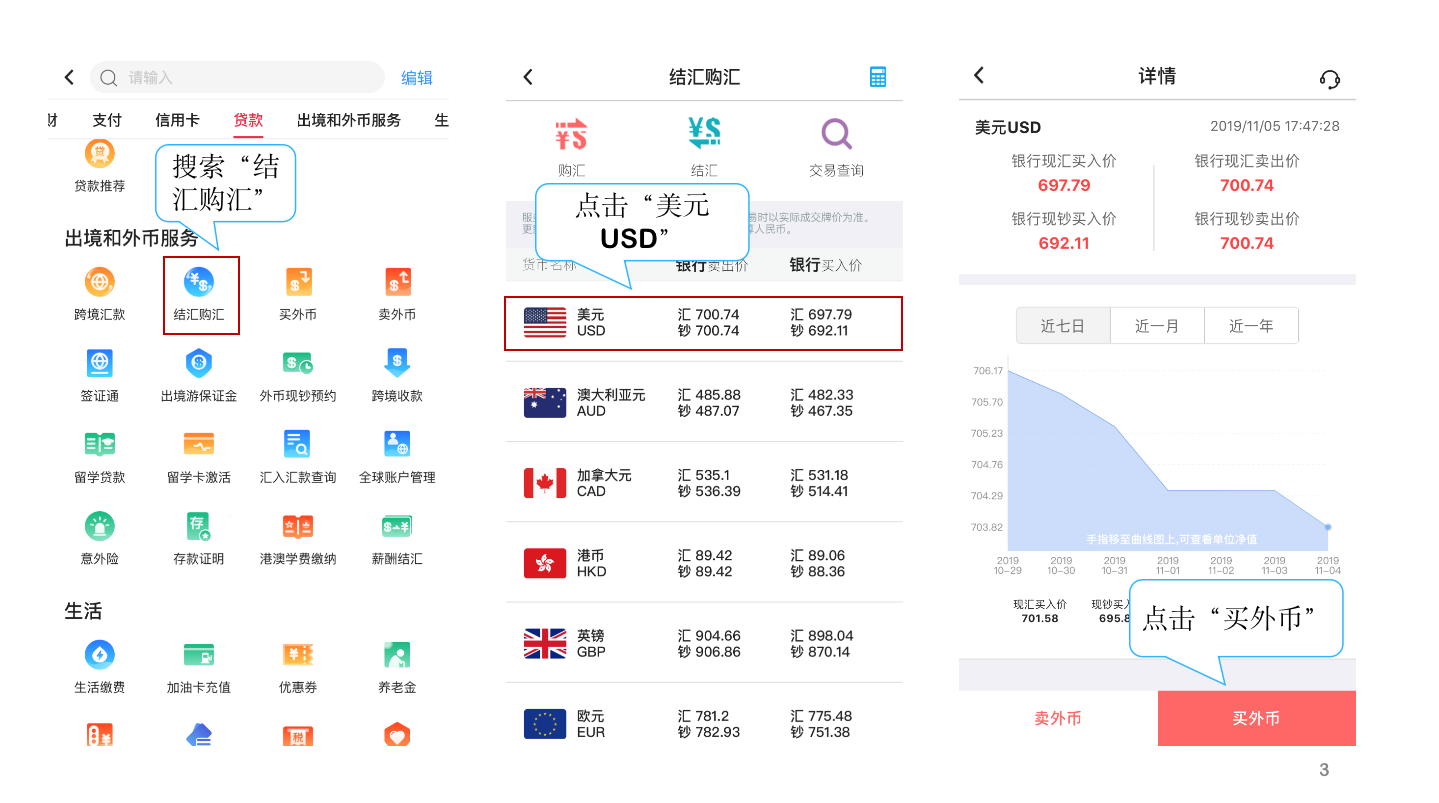 请输入
编辑
财 支付 信用卡 贷款 出境和外币服务 生
贷款推荐
搜索“结
汇购汇”
出境和外币服务
跨境汇款 结汇购汇 买外币 卖外币
签证通 出境游保证金 外币现钞预约 跨境收款
留学贷款 留学卡激活 汇入汇款查询 全球账户管理
意外险 存款证明 港澳学费缴纳 薪酬结汇
生活
生活缴费 加油卡充值 优惠券 养老金
结汇购汇
购汇 结汇 交易查询
点击“美元
USD”
易时以实际成交牌价为准。
人民币。
货币名称 银行卖出价 银行买入价
美元 汇 700.74 汇 697.79
USD 钞 700.74 钞 692.11
澳大利亚元 汇 485.88 汇 482.33
AUD 钞 487.07 钞 467.35
加拿大元 汇 535.1 汇 531.18
CAD 钞 536.39 钞 514.41
港币 汇 89.42 汇 89.06
HKD 钞 89.42 钞 88.36
英镑 汇 904.66 汇 898.04
GBP 钞 906.86 钞 870.14
欧元 汇 781.2 汇 775.48
EUR 钞 782.93 钞 751.38
详情
美元USD 2019/11/05 17:47:28
银行现汇买入价 银行现汇卖出价
697.79 700.74
银行现钞买入价 银行现钞卖出价
692.11 700.74
近七日 近一月 近一年
706.17
705.70
705.23
704.76
704.29
703.82
手指移至曲线图上,可查看单位净值
2019 2019 2019 2019 2019 2019 2019
10-29 10-30 10-31 11-01 11-02 11-03 11-04
现汇买入价 现钞买入
701.58 695.8
点击“买外币”
卖外币 买外币
3